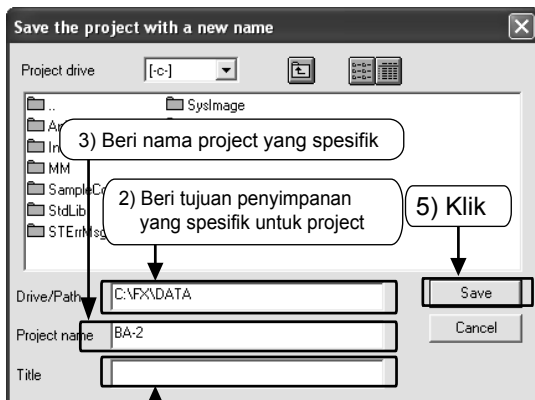 Save the project with a new name
Project drive [-c-]
.. SysImage
3) Beri nama project yang spesifik
MM
2) Beri tujuan penyimpanan
yang spesifik untuk project
5) Klik
StdLib
Drive/Path C:\FX\DATA Save
Project name BA-2 Cancel
Title